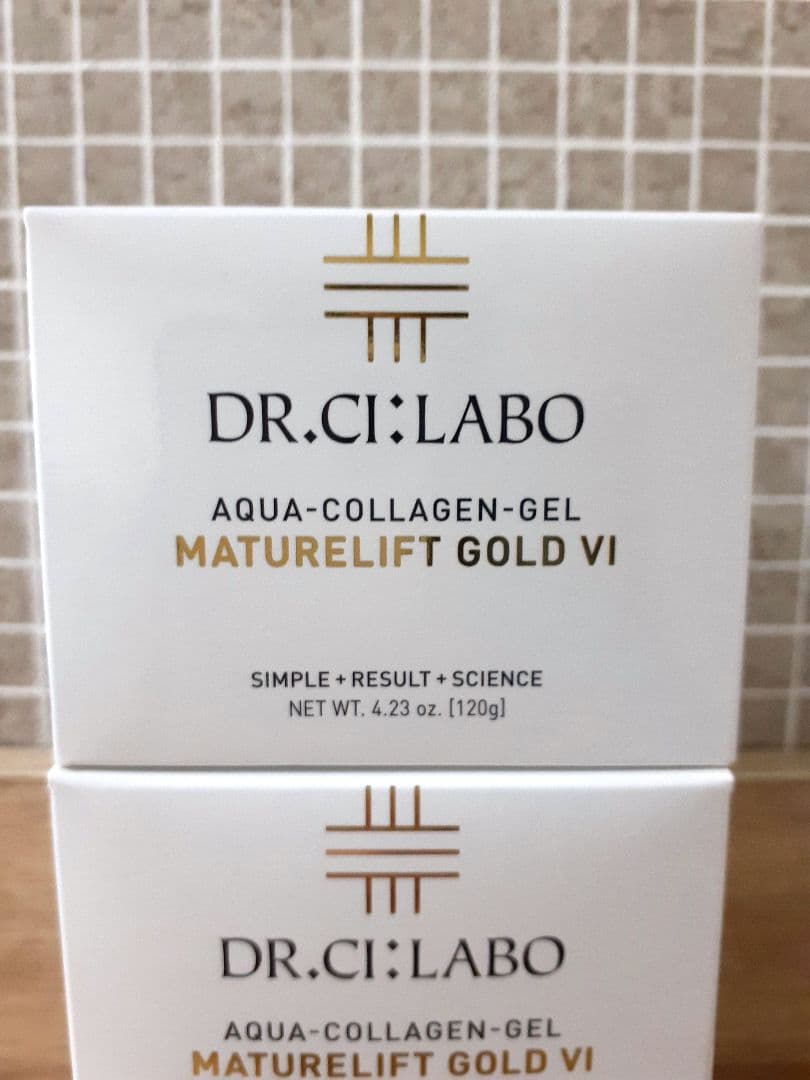 DR.CI:LABO
AQUA-COLLAGEN-GEL
MATURELIFT GOLD VI
SIMPLE+RESULT+SCIENCE
NET WT. 4.23 oz. [120g]
DR.CI:LABO
AQUA-COLLAGEN-GEL
MATURELIFT GOLD VI